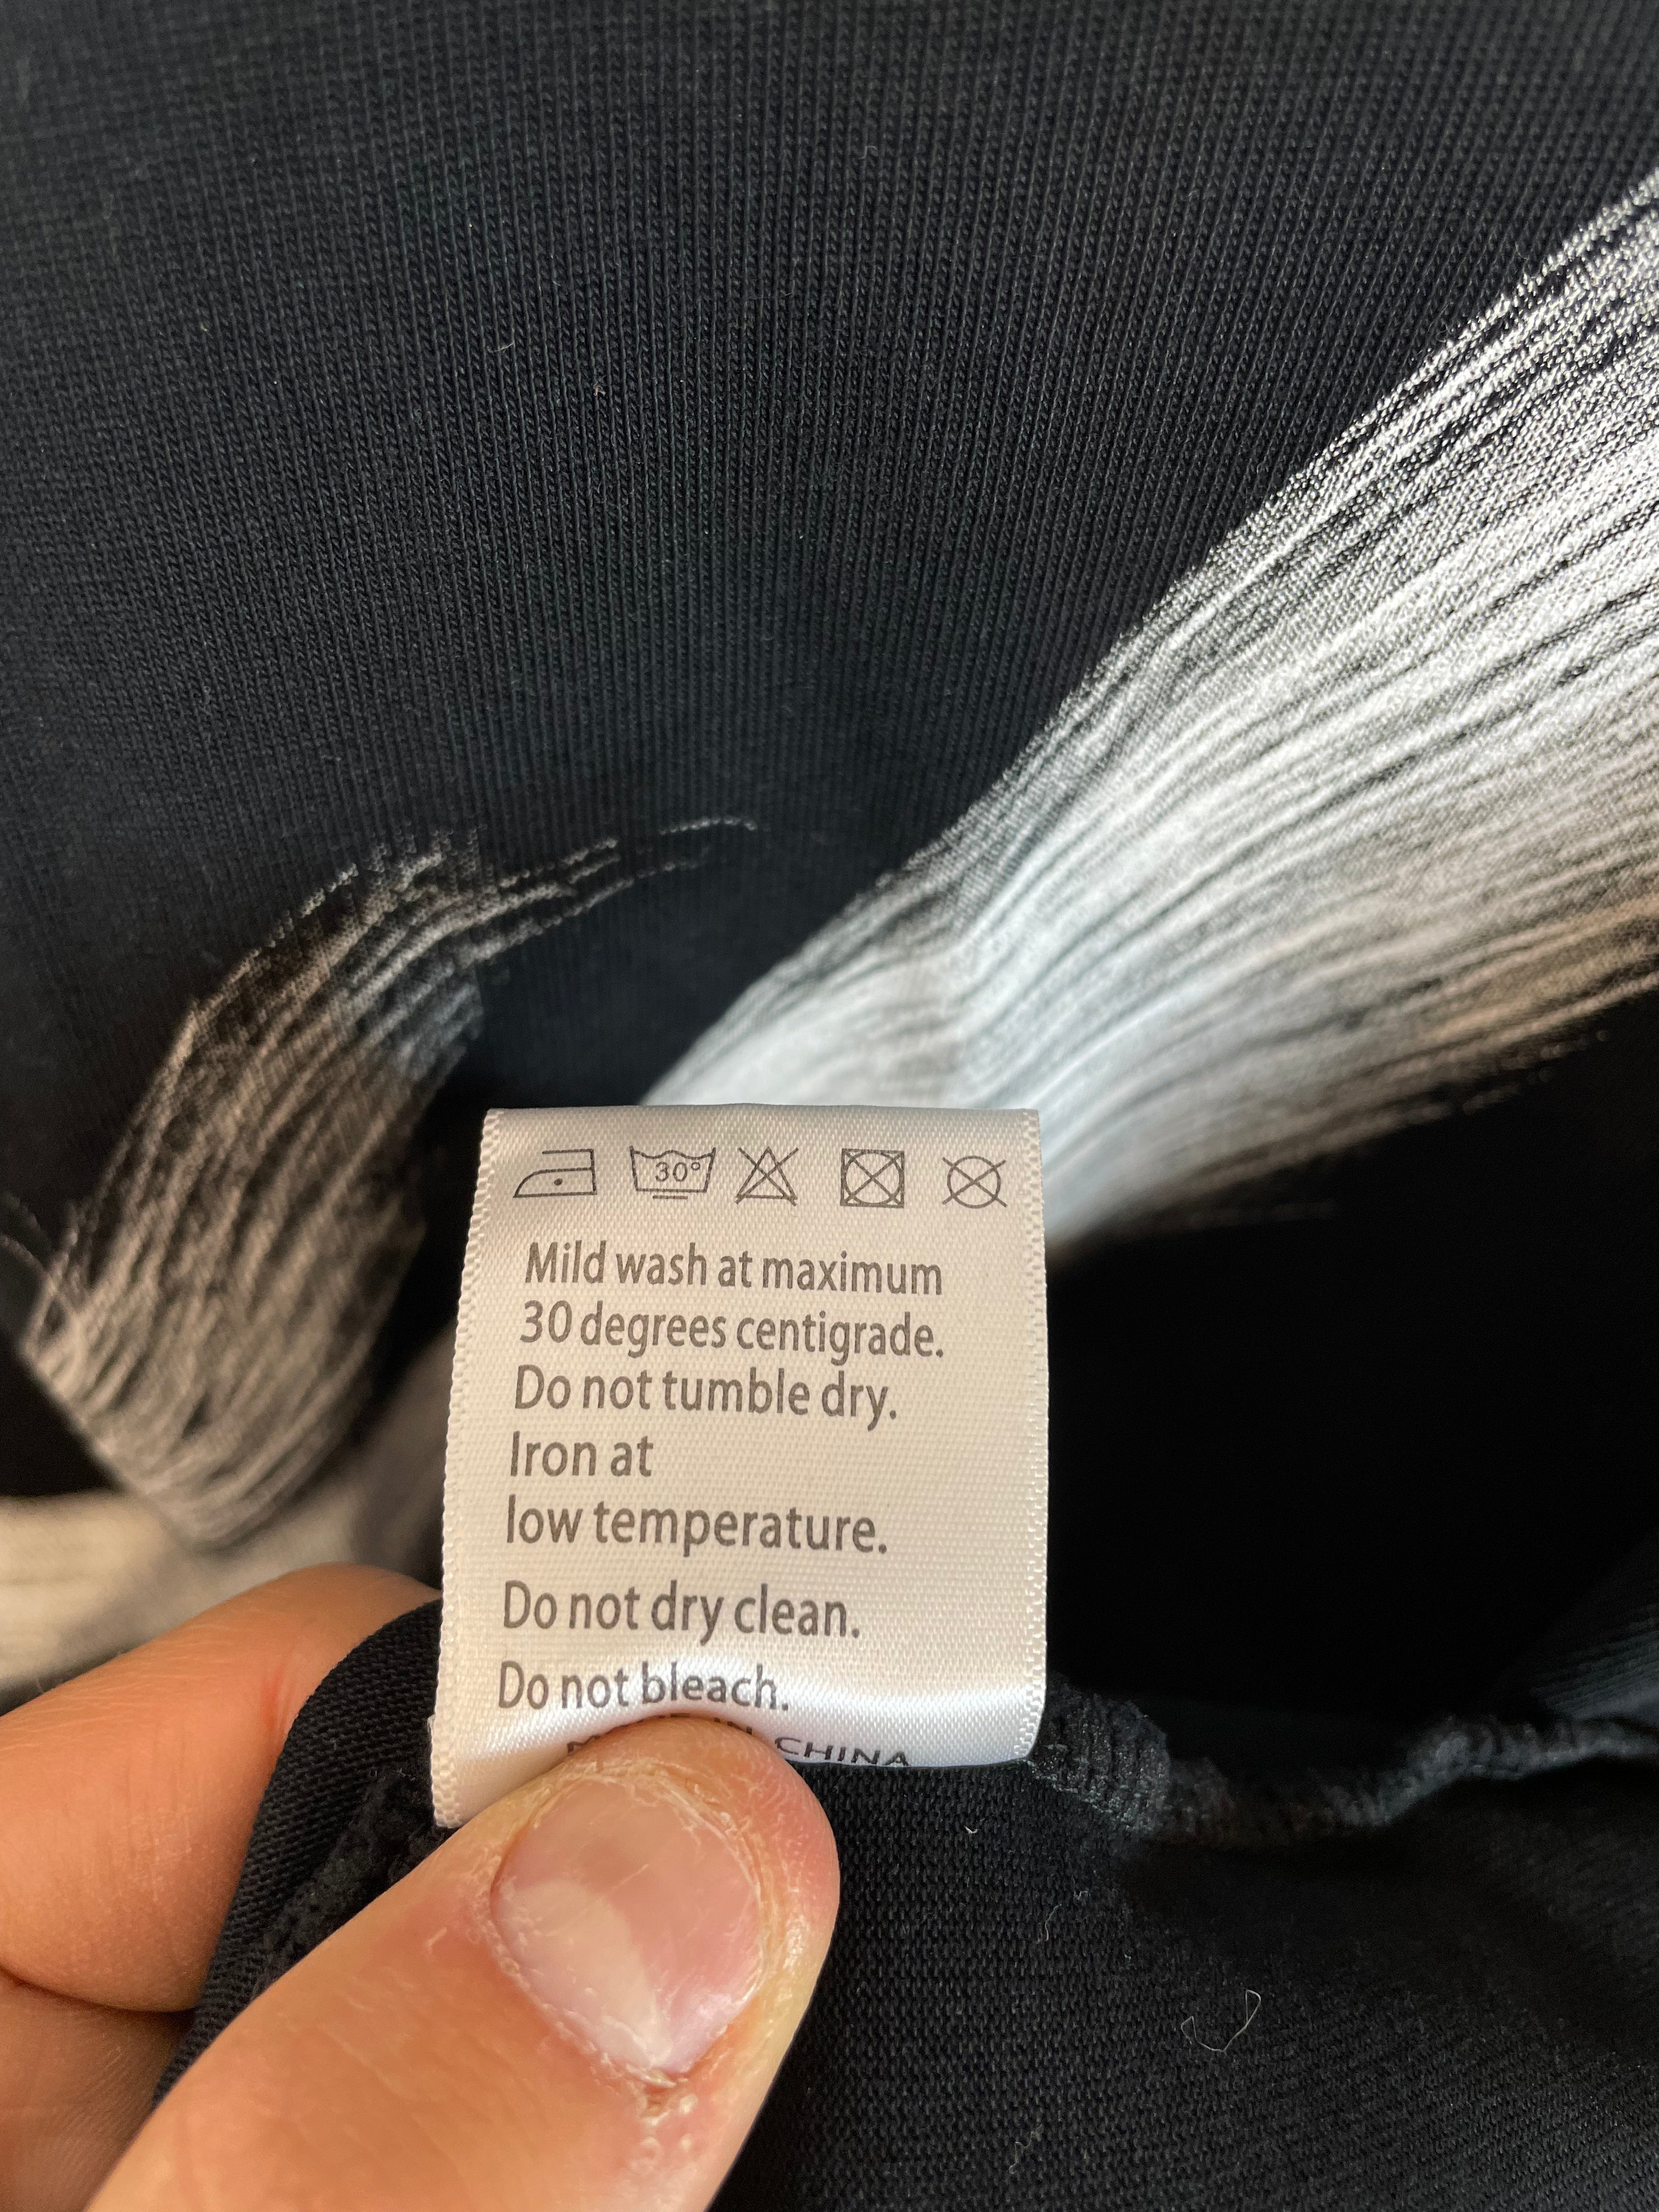 30°
Mild wash at maximum
30 degrees centigrade.
Do not tumble dry.
Iron at
low temperature.
Do not dry clean.
Do not bleach.
CHINA